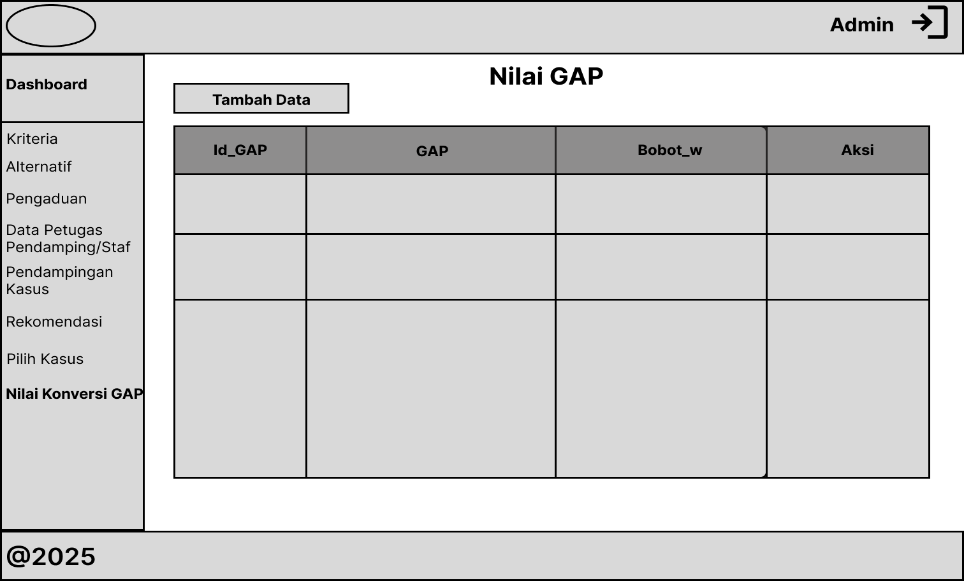 Admin
Dashboard
Kriteria
Alternatif
Pengaduan
Data Petugas
Pendamping/Staf
Pendampingan
Kasus
Rekomendasi
Pilih Kasus
Nilai Konversi GAP
Nilai GAP
Tambah Data
Id_GAP GAP Bobot_w Aksi
@2025